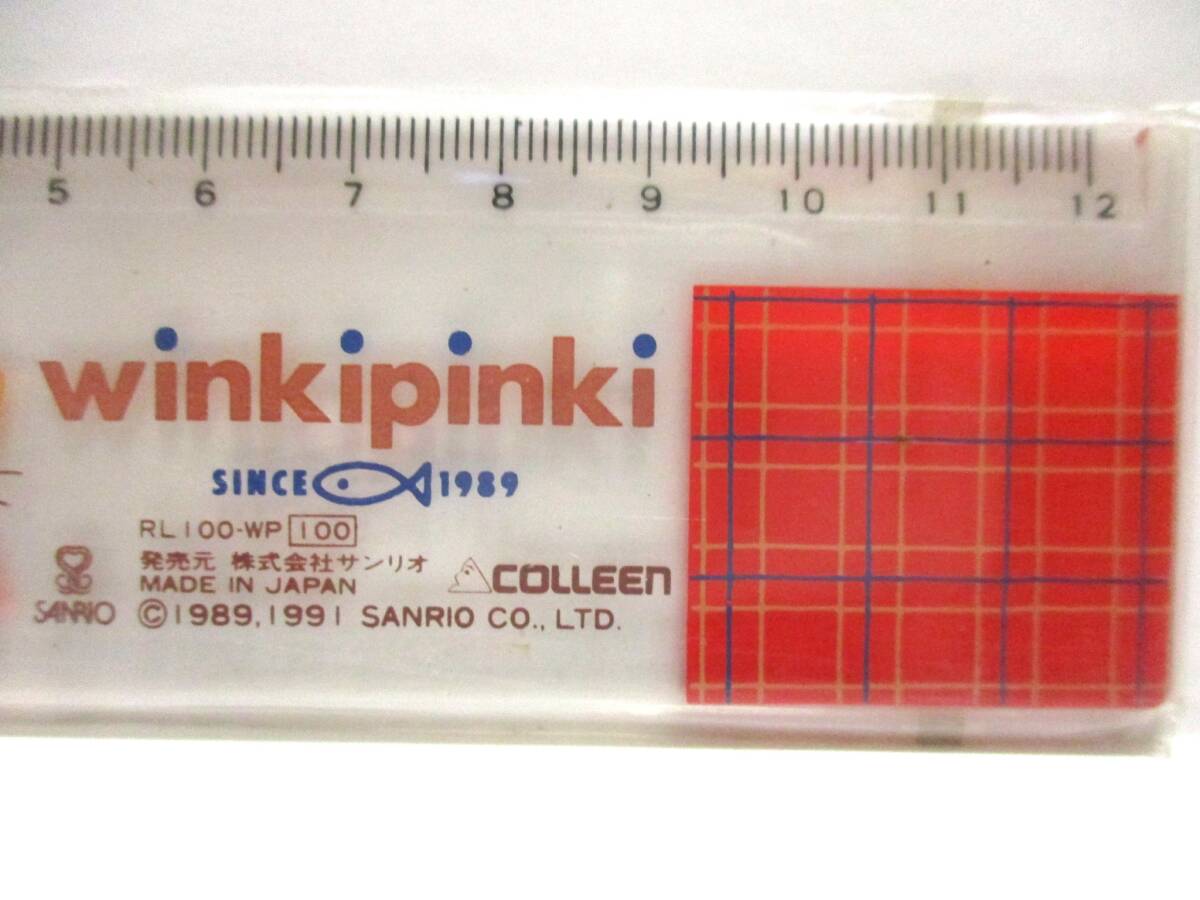 5 6 7 8 9 10 11 12
winkipinki
SINCE 1989
RL100-WP 100
発売元 株式会社サンリオ
MADE IN JAPAN
SANRIO
COLLEEN
©1989,1991 SANRIO CO., LTD.